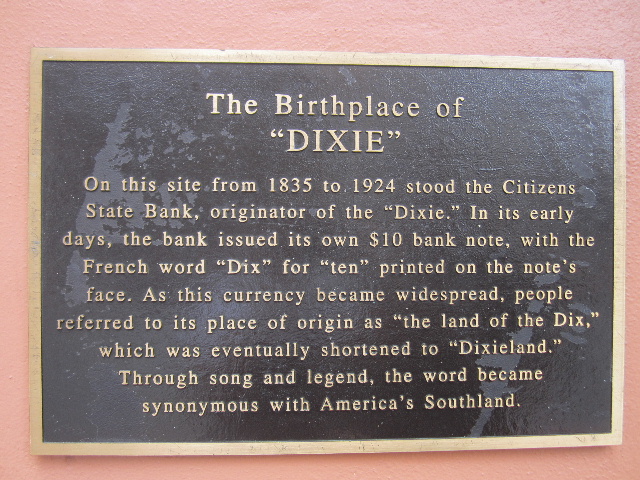 The Birthplace of
"DIXIE"
On this site from 1835 to 1924 stood the Citizens
State Bank, originator of the "Dixie." In its early
days, the bank issued its own $10 bank note, with the
French word "Dix" for "ten" printed on the note's
face. As this currency became widespread, people
referred to its place of origin as "the land of the Dix,"
which was eventually shortened to "Dixieland."
Through song and legend, the word became
synonymous with America's Southland.